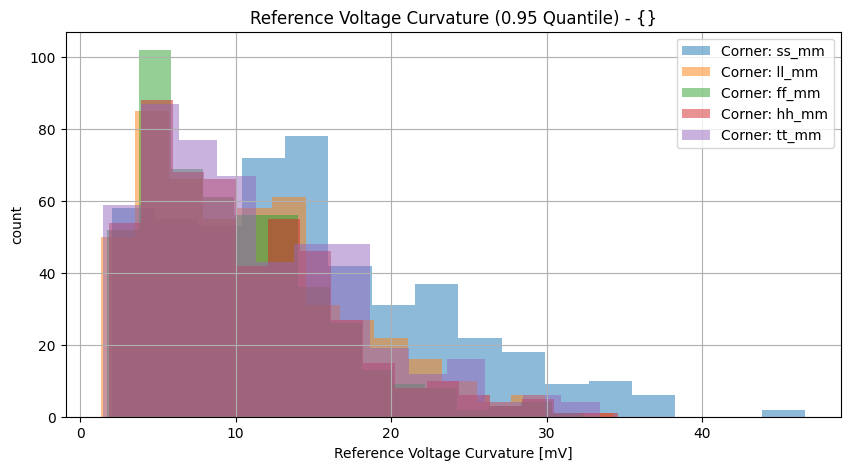 Reference Voltage Curvature (0.95 Quantile) - {}
Corner: ss_mm
Corner: ll_mm
Corner: ff_mm
Corner: hh_mm
Corner: tt_mm
count
100
80
60
40
20
0
0 10 20 30 40
Reference Voltage Curvature [mV]